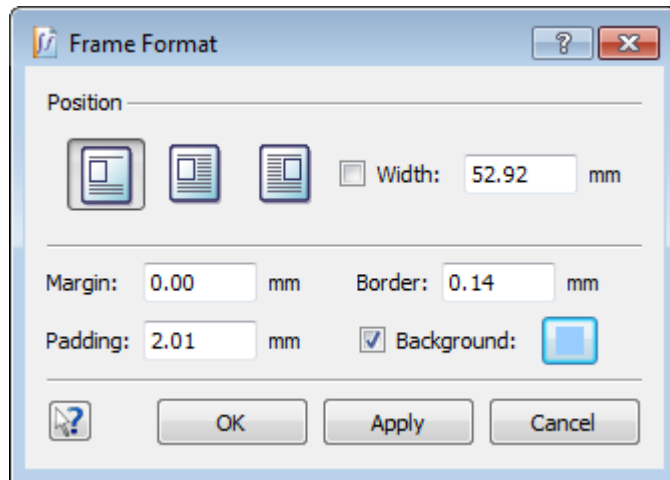 Frame Format
Position
Width: 52.92 mm
Margin: 0.00 mm Border: 0.14 mm
Padding: 2.01 mm Background:
OK Apply Cancel